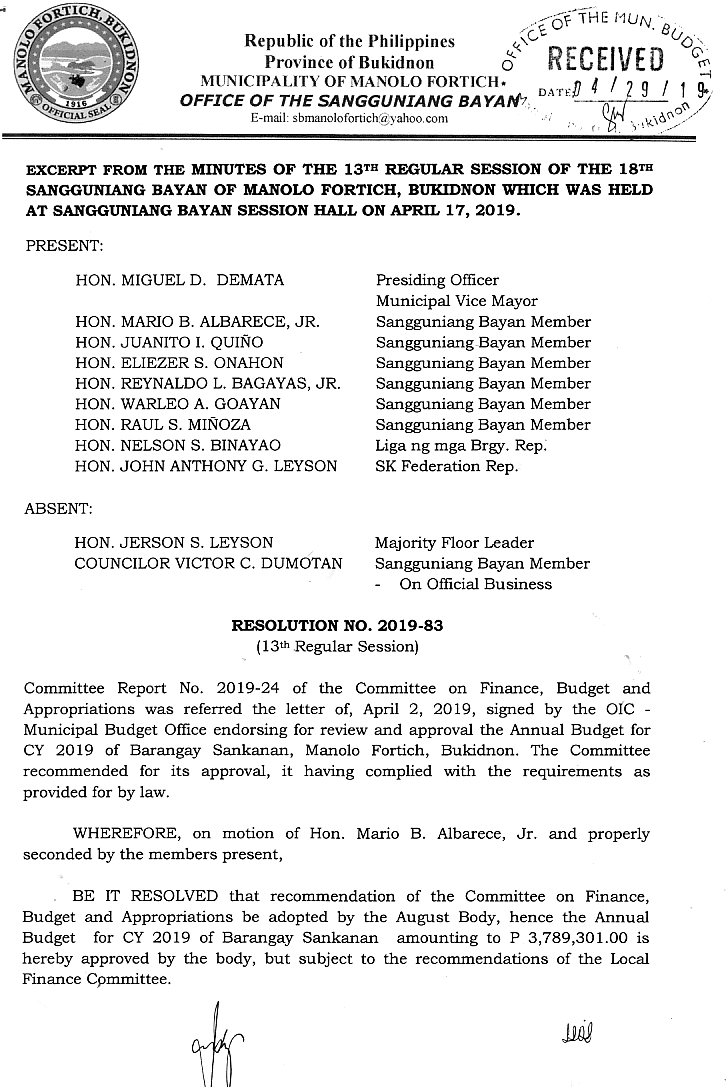 MANOLO FORTICH, BUKIDNON
1916
OFFICIAL SEAL
Republic of the Philippines
Province of Bukidnon
MUNICIPALITY OF MANOLO FORTICH
OFFICE OF THE SANGGUNIANG BAYAN
E-mail: sbmanolofortich@yahoo.com
OFFICE OF THE MUN. BUDGET
RECEIVED
DATE: 04/29/19
Bukidnon
EXCERPT FROM THE MINUTES OF THE 13TH REGULAR SESSION OF THE 18TH
SANGGUNIANG BAYAN OF MANOLO FORTICH, BUKIDNON WHICH WAS HELD
AT SANGGUNIANG BAYAN SESSION HALL ON APRIL 17, 2019.
PRESENT:
HON. MIGUEL D. DEMATA Presiding Officer
Municipal Vice Mayor
HON. MARIO B. ALBARECE, JR. Sangguniang Bayan Member
HON. JUANITO I. QUIÑO Sangguniang Bayan Member
HON. ELIEZER S. ONAHON Sangguniang Bayan Member
HON. REYNALDO L. BAGAYAS, JR. Sangguniang Bayan Member
HON. WARLEO A. GOAYAN Sangguniang Bayan Member
HON. RAUL S. MIÑOZA Sangguniang Bayan Member
HON. NELSON S. BINAYAO Liga ng mga Brgy. Rep.
HON. JOHN ANTHONY G. LEYSON SK Federation Rep.
ABSENT:
HON. JERSON S. LEYSON Majority Floor Leader
COUNCILOR VICTOR C. DUMOTAN Sangguniang Bayan Member
- On Official Business
RESOLUTION NO. 2019-83
(13th Regular Session)
Committee Report No. 2019-24 of the Committee on Finance, Budget and
Appropriations was referred the letter of, April 2, 2019, signed by the OIC -
Municipal Budget Office endorsing for review and approval the Annual Budget for
CY 2019 of Barangay Sankanan, Manolo Fortich, Bukidnon. The Committee
recommended for its approval, it having complied with the requirements as
provided for by law.
WHEREFORE, on motion of Hon. Mario B. Albarece, Jr. and properly
seconded by the members present,
BE IT RESOLVED that recommendation of the Committee on Finance,
Budget and Appropriations be adopted by the August Body, hence the Annual
Budget for CY 2019 of Barangay Sankanan amounting to P 3,789,301.00 is
hereby approved by the body, but subject to the recommendations of the Local
Finance Committee.